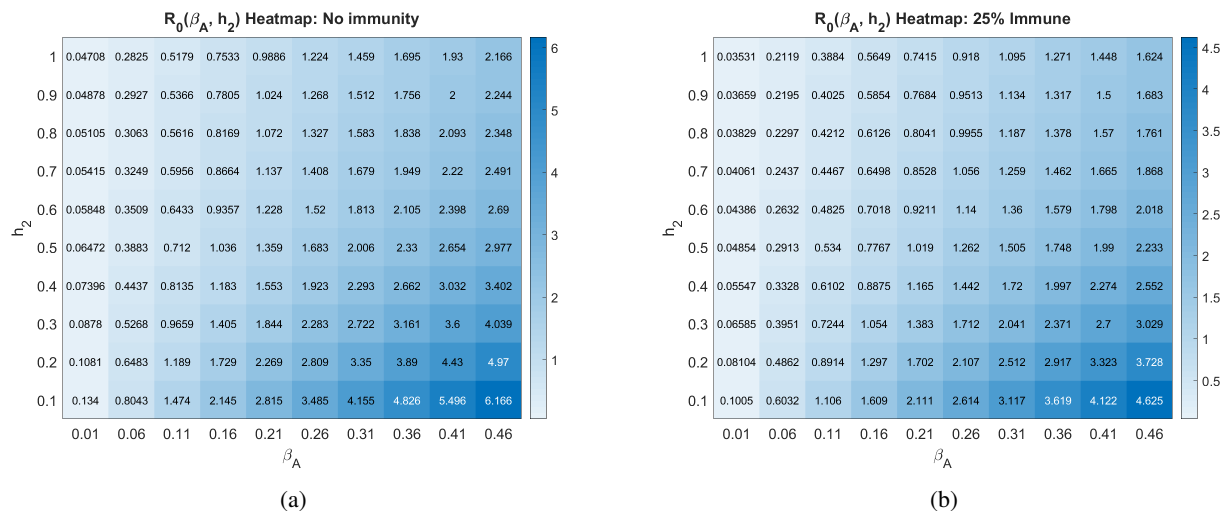 R0(βA, h2) Heatmap: No immunity
1 0.04708 0.2825 0.5179 0.7533 0.9886 1.224 1.459 1.695 1.93 2.166
0.9 0.04878 0.2927 0.5366 0.7805 1.024 1.268 1.512 1.756 2 2.244
0.8 0.05105 0.3063 0.5616 0.8169 1.072 1.327 1.583 1.838 2.093 2.348
0.7 0.05415 0.3249 0.5956 0.8664 1.137 1.408 1.679 1.949 2.22 2.491
0.6 0.05848 0.3509 0.6433 0.9357 1.228 1.52 1.813 2.105 2.398 2.69
0.5 0.06472 0.3883 0.712 1.036 1.359 1.683 2.006 2.33 2.654 2.977
0.4 0.07396 0.4437 0.8135 1.183 1.553 1.923 2.293 2.662 3.032 3.402
0.3 0.0878 0.5268 0.9659 1.405 1.844 2.283 2.722 3.161 3.6 4.039
0.2 0.1081 0.6483 1.189 1.729 2.269 2.809 3.35 3.89 4.43 4.97
0.1 0.134 0.8043 1.474 2.145 2.815 3.485 4.155 4.826 5.496 6.166
0.01 0.06 0.11 0.16 0.21 0.26 0.31 0.36 0.41 0.46
h2
βA
6
5
4
3
2
1
(a)
R0(βA, h2) Heatmap: 25% Immune
1 0.03531 0.2119 0.3884 0.5649 0.7415 0.918 1.095 1.271 1.448 1.624
0.9 0.03659 0.2195 0.4025 0.5854 0.7684 0.9513 1.134 1.317 1.5 1.683
0.8 0.03829 0.2297 0.4212 0.6126 0.8041 0.9955 1.187 1.378 1.57 1.761
0.7 0.04061 0.2437 0.4467 0.6498 0.8528 1.056 1.259 1.462 1.665 1.868
0.6 0.04386 0.2632 0.4825 0.7018 0.9211 1.14 1.36 1.579 1.798 2.018
0.5 0.04854 0.2913 0.534 0.7767 1.019 1.262 1.505 1.748 1.99 2.233
0.4 0.05547 0.3328 0.6102 0.8875 1.165 1.442 1.72 1.997 2.274 2.552
0.3 0.06585 0.3951 0.7244 1.054 1.383 1.712 2.041 2.371 2.7 3.029
0.2 0.08104 0.4862 0.8914 1.297 1.702 2.107 2.512 2.917 3.323 3.728
0.1 0.1005 0.6032 1.106 1.609 2.111 2.614 3.117 3.619 4.122 4.625
0.01 0.06 0.11 0.16 0.21 0.26 0.31 0.36 0.41 0.46
h2
βA
4.5
4
3.5
3
2.5
2
1.5
1
0.5
(b)